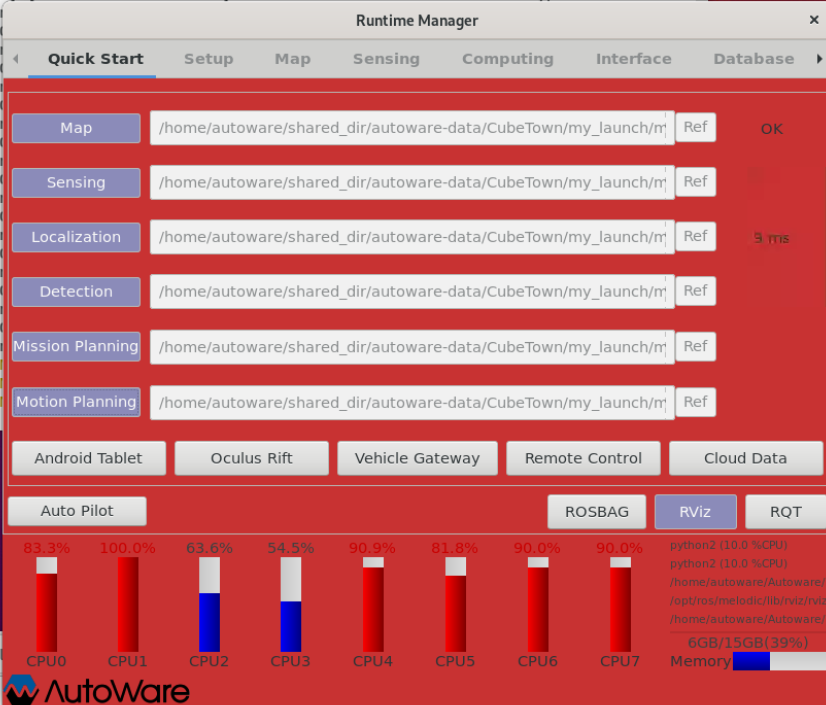 Runtime Manager ×
Quick Start Setup Map Sensing Computing Interface Database
Map /home/autoware/shared_dir/autoware-data/CubeTown/my_launch/m Ref OK
Sensing /home/autoware/shared_dir/autoware-data/CubeTown/my_launch/m Ref
Localization /home/autoware/shared_dir/autoware-data/CubeTown/my_launch/m Ref 9 ms
Detection /home/autoware/shared_dir/autoware-data/CubeTown/my_launch/m Ref
Mission Planning /home/autoware/shared_dir/autoware-data/CubeTown/my_launch/m Ref
Motion Planning /home/autoware/shared_dir/autoware-data/CubeTown/my_launch/m Ref
Android Tablet Oculus Rift Vehicle Gateway Remote Control Cloud Data
Auto Pilot ROSBAG RViz RQT
83.3% 100.0% 63.6% 54.5% 90.9% 81.8% 90.0% 90.0%
python2 (10.0 %CPU)
python2 (10.0 %CPU)
/home/autoware/Autoware/
/opt/ros/melodic/lib/rviz/rviz
/home/autoware/Autoware/
6GB/15GB(39%)
CPU0 CPU1 CPU2 CPU3 CPU4 CPU5 CPU6 CPU7 Memory
AutoWare